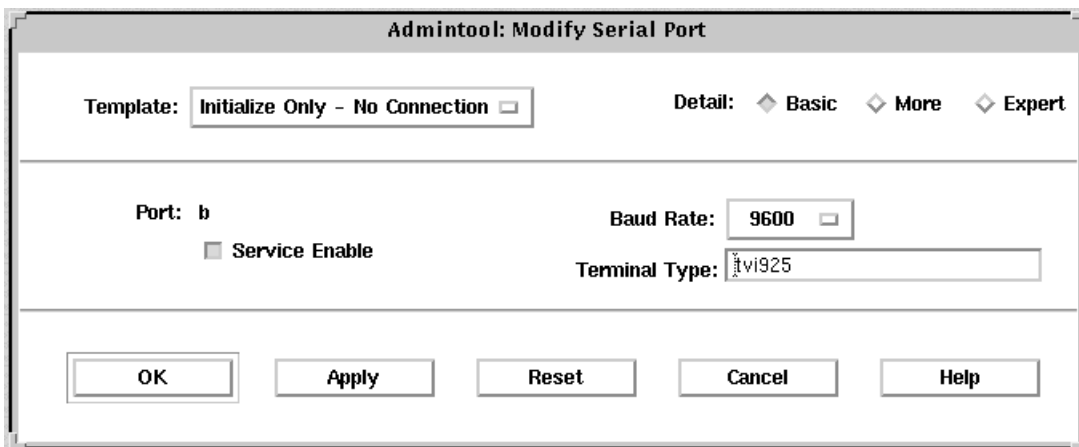 Admintool: Modify Serial Port
Template: Initialize Only - No Connection Detail: Basic More Expert
Port: b Baud Rate: 9600
Service Enable
Terminal Type: tvi925
OK Apply Reset Cancel Help